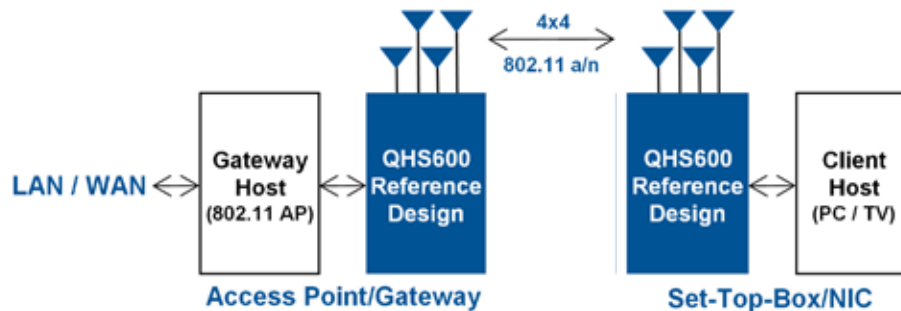 4x4
802.11 a/n
LAN / WAN
Gateway
Host
(802.11 AP)
QHS600
Reference
Design
QHS600
Reference
Design
Client
Host
(PC / TV)
Access Point/Gateway
Set-Top-Box/NIC